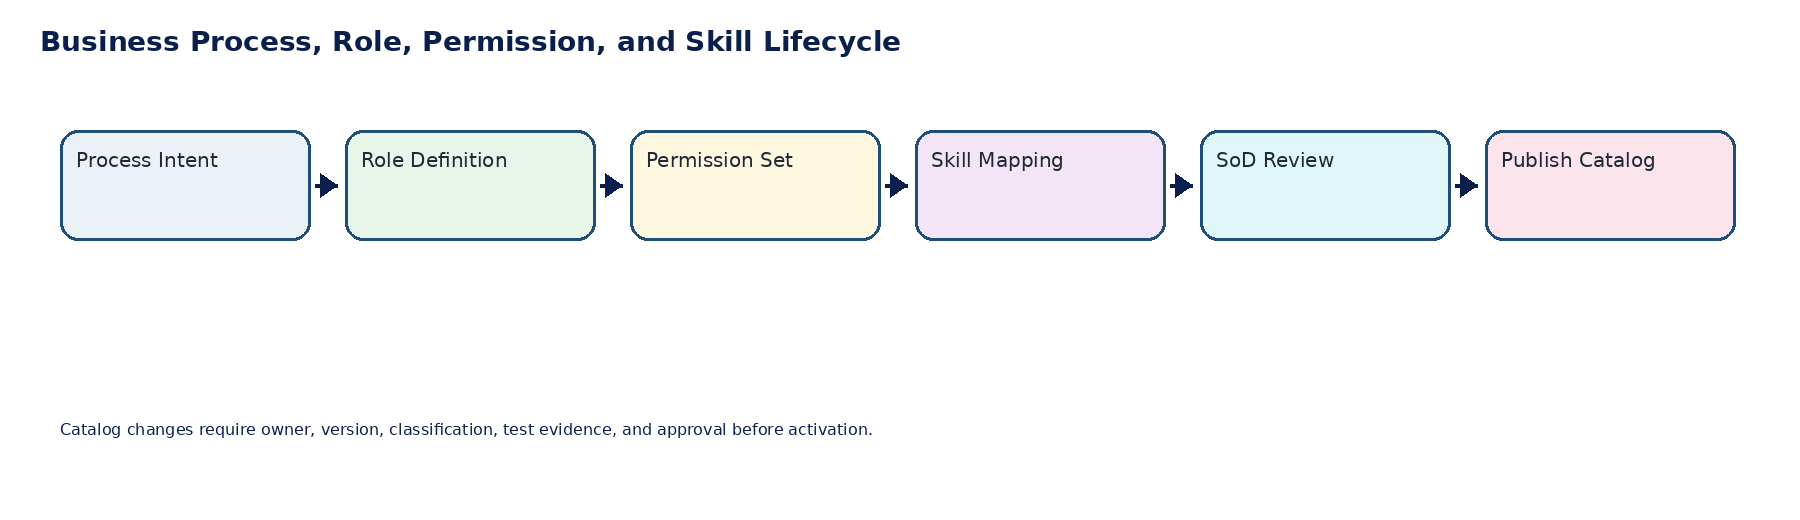 Business Process, Role, Permission, and Skill Lifecycle
Process Intent
Role Definition
Permission Set
Skill Mapping
SoD Review
Publish Catalog
Catalog changes require owner, version, classification, test evidence, and approval before activation.